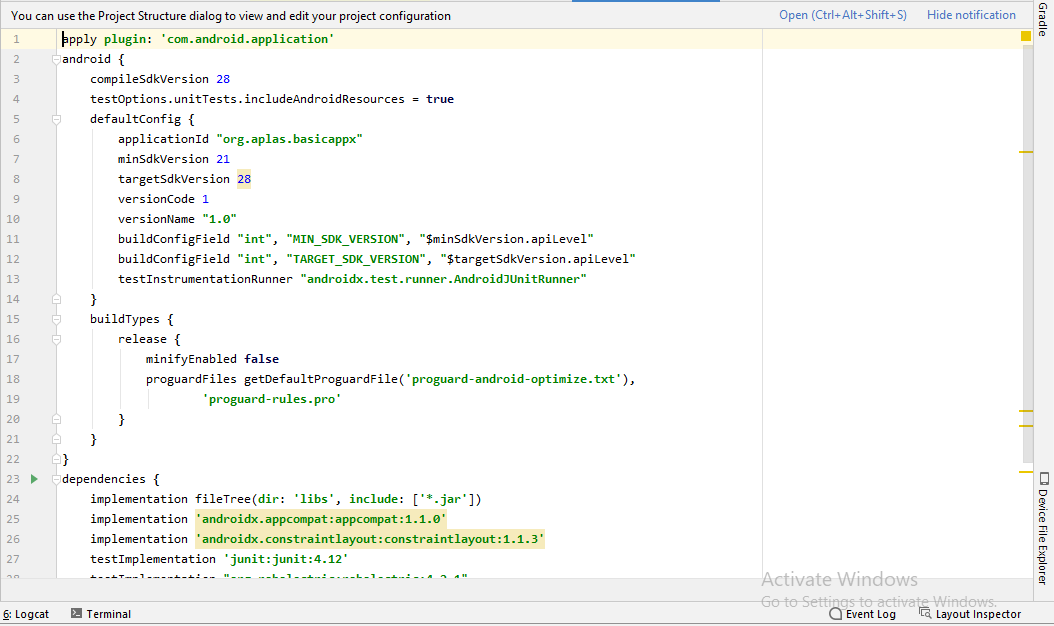 You can use the Project Structure dialog to view and edit your project configuration Open (Ctrl+Alt+Shift+S) Hide notification
Gradle
1 apply plugin: 'com.android.application'
2 android {
3 compileSdkVersion 28
4 testOptions.unitTests.includeAndroidResources = true
5 defaultConfig {
6 applicationId "org.aplas.basicappx"
7 minSdkVersion 21
8 targetSdkVersion 28
9 versionCode 1
10 versionName "1.0"
11 buildConfigField "int", "MIN_SDK_VERSION", "$minSdkVersion.apiLevel"
12 buildConfigField "int", "TARGET_SDK_VERSION", "$targetSdkVersion.apiLevel"
13 testInstrumentationRunner "androidx.test.runner.AndroidJUnitRunner"
14 }
15 buildTypes {
16 release {
17 minifyEnabled false
18 proguardFiles getDefaultProguardFile('proguard-android-optimize.txt'),
19 'proguard-rules.pro'
20 }
21 }
22 }
23 dependencies {
24 implementation fileTree(dir: 'libs', include: ['*.jar'])
25 implementation 'androidx.appcompat:appcompat:1.1.0'
26 implementation 'androidx.constraintlayout:constraintlayout:1.1.3'
27 testImplementation 'junit:junit:4.12'
28 testImplementation
Device File Explorer
Activate Windows
Go to Settings to activate Windows.
6: Logcat Terminal Event Log Layout Inspector